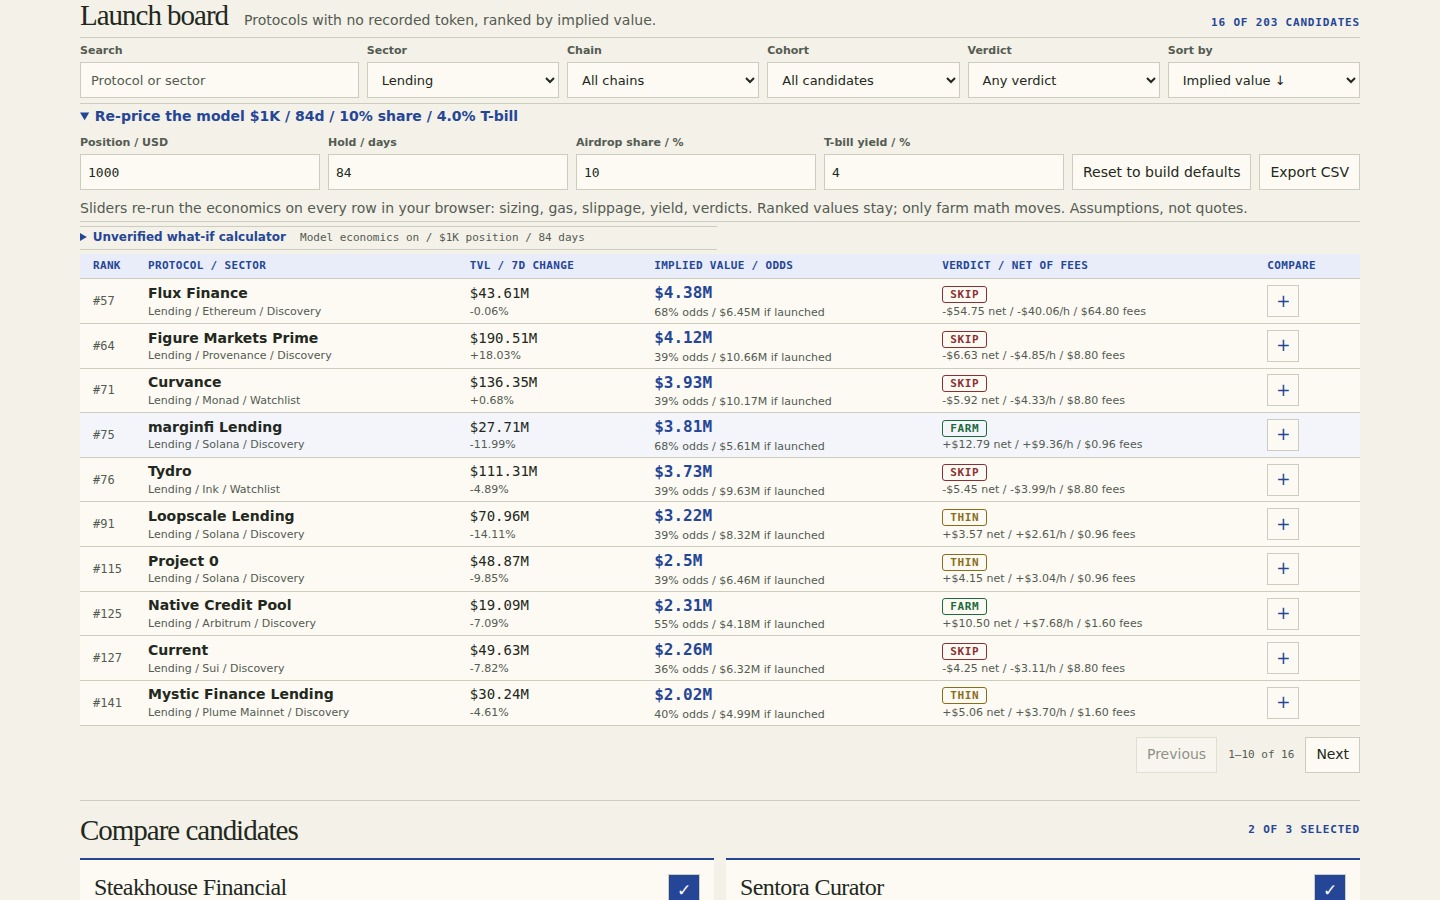 Launch board Protocols with no recorded token, ranked by implied value. 16 OF 203 CANDIDATES
Search Sector Chain Cohort Verdict Sort by
Protocol or sector Lending All chains All candidates Any verdict Implied value ↓
▼ Re-price the model $1K / 84d / 10% share / 4.0% T-bill
Position / USD Hold / days Airdrop share / % T-bill yield / %
1000 84 10 4 Reset to build defaults Export CSV
Sliders re-run the economics on every row in your browser: sizing, gas, slippage, yield, verdicts. Ranked values stay; only farm math moves. Assumptions, not quotes.
▶ Unverified what-if calculator Model economics on / $1K position / 84 days
RANK PROTOCOL / SECTOR TVL / 7D CHANGE IMPLIED VALUE / ODDS VERDICT / NET OF FEES COMPARE
#57 Flux Finance $43.61M $4.38M SKIP +
Lending / Ethereum / Discovery -0.06% 68% odds / $6.45M if launched -$54.75 net / -$40.06/h / $64.80 fees
#64 Figure Markets Prime $190.51M $4.12M SKIP +
Lending / Provenance / Discovery +18.03% 39% odds / $10.66M if launched -$6.63 net / -$4.85/h / $8.80 fees
#71 Curvance $136.35M $3.93M SKIP +
Lending / Monad / Watchlist +0.68% 39% odds / $10.17M if launched -$5.92 net / -$4.33/h / $8.80 fees
#75 marginfi Lending $27.71M $3.81M FARM +
Lending / Solana / Discovery -11.99% 68% odds / $5.61M if launched +$12.79 net / +$9.36/h / $0.96 fees
#76 Tydro $111.31M $3.73M SKIP +
Lending / Ink / Watchlist -4.89% 39% odds / $9.63M if launched -$5.45 net / -$3.99/h / $8.80 fees
#91 Loopscale Lending $70.96M $3.22M THIN +
Lending / Solana / Discovery -14.11% 39% odds / $8.32M if launched +$3.57 net / +$2.61/h / $0.96 fees
#115 Project 0 $48.87M $2.5M THIN +
Lending / Solana / Discovery -9.85% 39% odds / $6.46M if launched +$4.15 net / +$3.04/h / $0.96 fees
#125 Native Credit Pool $19.09M $2.31M FARM +
Lending / Arbitrum / Discovery -7.09% 55% odds / $4.18M if launched +$10.50 net / +$7.68/h / $1.60 fees
#127 Current $49.63M $2.26M SKIP +
Lending / Sui / Discovery -7.82% 36% odds / $6.32M if launched -$4.25 net / -$3.11/h / $8.80 fees
#141 Mystic Finance Lending $30.24M $2.02M THIN +
Lending / Plume Mainnet / Discovery -4.61% 40% odds / $4.99M if launched +$5.06 net / +$3.70/h / $1.60 fees
Previous 1–10 of 16 Next
Compare candidates 2 OF 3 SELECTED
Steakhouse Financial ✓ Sentora Curator ✓